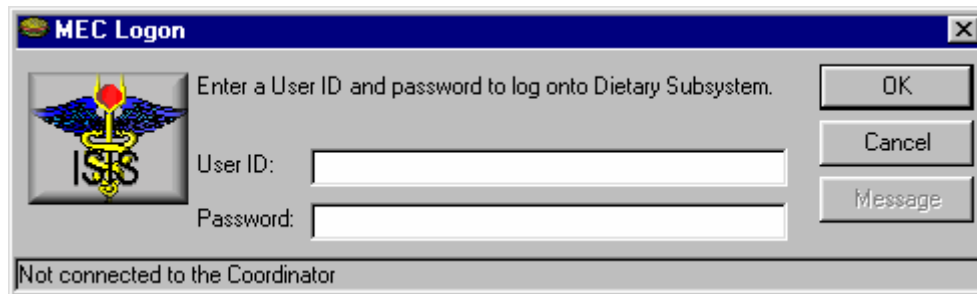 MEC Logon
Enter a User ID and password to log onto Dietary Subsystem.
OK
ISIS
User ID:
Cancel
Password:
Message
Not connected to the Coordinator